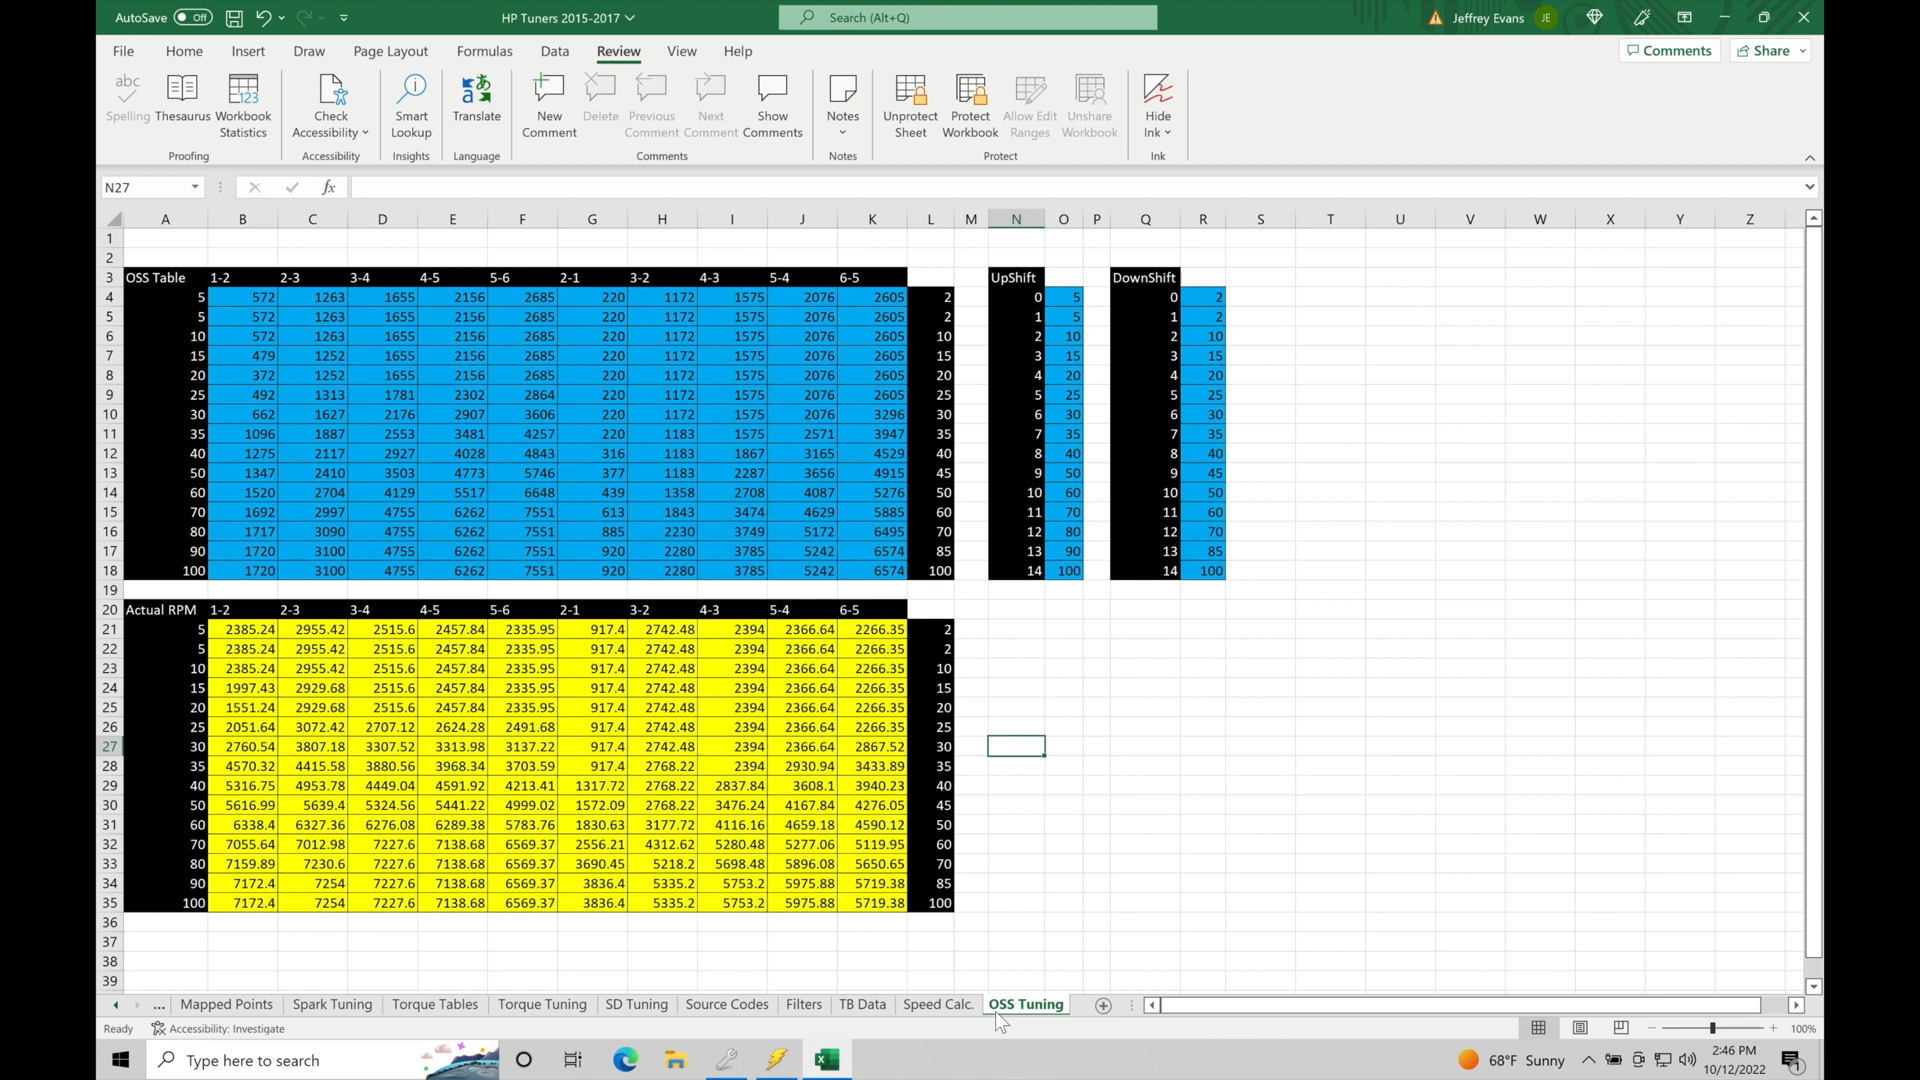 AutoSave Off HP Tuners 2015-2017 Search (Alt+Q) Jeffrey Evans JE
File Home Insert Draw Page Layout Formulas Data Review View Help Comments Share
abc 123
Spelling Thesaurus Workbook Statistics Check Accessibility Smart Lookup Translate New Comment Delete Previous Comment Next Comment Show Comments Notes Unprotect Sheet Protect Workbook Allow Edit Ranges Unshare Workbook Hide Ink
Proofing Accessibility Insights Language Comments Notes Protect Ink
N27 fx
A B C D E F G H I J K L M N O P Q R S T U V W X Y Z
1
2
3 OSS Table 1-2 2-3 3-4 4-5 5-6 2-1 3-2 4-3 5-4 6-5 UpShift DownShift
4 5 572 1263 1655 2156 2685 220 1172 1575 2076 2605 2 0 5 0 2
5 5 572 1263 1655 2156 2685 220 1172 1575 2076 2605 2 1 5 1 2
6 10 572 1263 1655 2156 2685 220 1172 1575 2076 2605 10 2 10 2 10
7 15 479 1252 1655 2156 2685 220 1172 1575 2076 2605 15 3 15 3 15
8 20 372 1252 1655 2156 2685 220 1172 1575 2076 2605 20 4 20 4 20
9 25 492 1313 1781 2302 2864 220 1172 1575 2076 2605 25 5 25 5 25
10 30 662 1627 2176 2907 3606 220 1172 1575 2076 3296 30 6 30 6 30
11 35 1096 1887 2553 3481 4257 220 1183 1575 2571 3947 35 7 35 7 35
12 40 1275 2117 2927 4028 4843 316 1183 1867 3165 4529 40 8 40 8 40
13 50 1347 2410 3503 4773 5746 377 1183 2287 3656 4915 45 9 50 9 45
14 60 1520 2704 4129 5517 6648 439 1358 2708 4087 5276 50 10 60 10 50
15 70 1692 2997 4755 6262 7551 613 1843 3474 4629 5885 60 11 70 11 60
16 80 1717 3090 4755 6262 7551 885 2230 3749 5172 6495 70 12 80 12 70
17 90 1720 3100 4755 6262 7551 920 2280 3785 5242 6574 85 13 90 13 85
18 100 1720 3100 4755 6262 7551 920 2280 3785 5242 6574 100 14 100 14 100
19
20 Actual RPM 1-2 2-3 3-4 4-5 5-6 2-1 3-2 4-3 5-4 6-5
21 5 2385.24 2955.42 2515.6 2457.84 2335.95 917.4 2742.48 2394 2366.64 2266.35 2
22 5 2385.24 2955.42 2515.6 2457.84 2335.95 917.4 2742.48 2394 2366.64 2266.35 2
23 10 2385.24 2955.42 2515.6 2457.84 2335.95 917.4 2742.48 2394 2366.64 2266.35 10
24 15 1997.43 2929.68 2515.6 2457.84 2335.95 917.4 2742.48 2394 2366.64 2266.35 15
25 20 1551.24 2929.68 2515.6 2457.84 2335.95 917.4 2742.48 2394 2366.64 2266.35 20
26 25 2051.64 3072.42 2707.12 2624.28 2491.68 917.4 2742.48 2394 2366.64 2266.35 25
27 30 2760.54 3807.18 3307.52 3313.98 3137.22 917.4 2742.48 2394 2366.64 2867.52 30
28 35 4570.32 4415.58 3880.56 3968.34 3703.59 917.4 2768.22 2394 2930.94 3433.89 35
29 40 5316.75 4953.78 4449.04 4591.92 4213.41 1317.72 2768.22 2837.84 3608.1 3940.23 40
30 50 5616.99 5639.4 5324.56 5441.22 4999.02 1572.09 2768.22 3476.24 4167.84 4276.05 45
31 60 6338.4 6327.36 6276.08 6289.38 5783.76 1830.63 3177.72 4116.16 4659.18 4590.12 50
32 70 7055.64 7012.98 7227.6 7138.68 6569.37 2556.21 4312.62 5280.48 5277.06 5119.95 60
33 80 7159.89 7230.6 7227.6 7138.68 6569.37 3690.45 5218.2 5698.48 5896.08 5650.65 70
34 90 7172.4 7254 7227.6 7138.68 6569.37 3836.4 5335.2 5753.2 5975.88 5719.38 85
35 100 7172.4 7254 7227.6 7138.68 6569.37 3836.4 5335.2 5753.2 5975.88 5719.38 100
36
37
38
39
... Mapped Points Spark Tuning Torque Tables Torque Tuning SD Tuning Source Codes Filters TB Data Speed Calc. OSS Tuning
Ready Accessibility: Investigate 100%
Type here to search 68°F Sunny 2:46 PM
10/12/2022 1